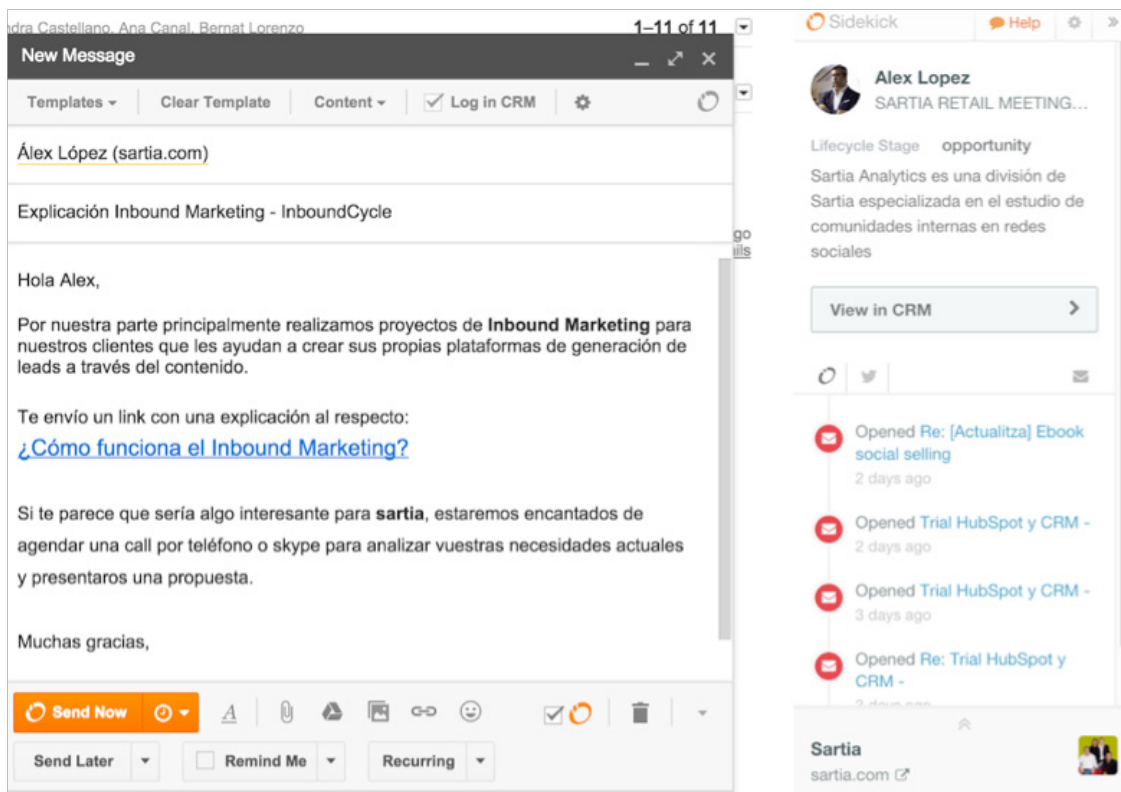 ndra Castellano, Ana Canal, Bernat Lorenzo
1–11 of 11
New Message
Templates
Clear Template
Content
Log in CRM
Álex López (sartia.com)
Explicación Inbound Marketing - InboundCycle
Hola Alex,
Por nuestra parte principalmente realizamos proyectos de Inbound Marketing para
nuestros clientes que les ayudan a crear sus propias plataformas de generación de
leads a través del contenido.
Te envío un link con una explicación al respecto:
¿Cómo funciona el Inbound Marketing?
Si te parece que sería algo interesante para sartia, estaremos encantados de
agendar una call por teléfono o skype para analizar vuestras necesidades actuales
y presentaros una propuesta.
Muchas gracias,
Send Now
A
Send Later
Remind Me
Recurring
go
ils
Sidekick
Help
Alex Lopez
SARTIA RETAIL MEETING...
Lifecycle Stage opportunity
Sartia Analytics es una división de
Sartia especializada en el estudio de
comunidades internas en redes
sociales
View in CRM
Opened Re: [Actualitza] Ebook
social selling
2 days ago
Opened Trial HubSpot y CRM -
2 days ago
Opened Trial HubSpot y CRM -
3 days ago
Opened Re: Trial HubSpot y
CRM -
3 days ago
Sartia
sartia.com